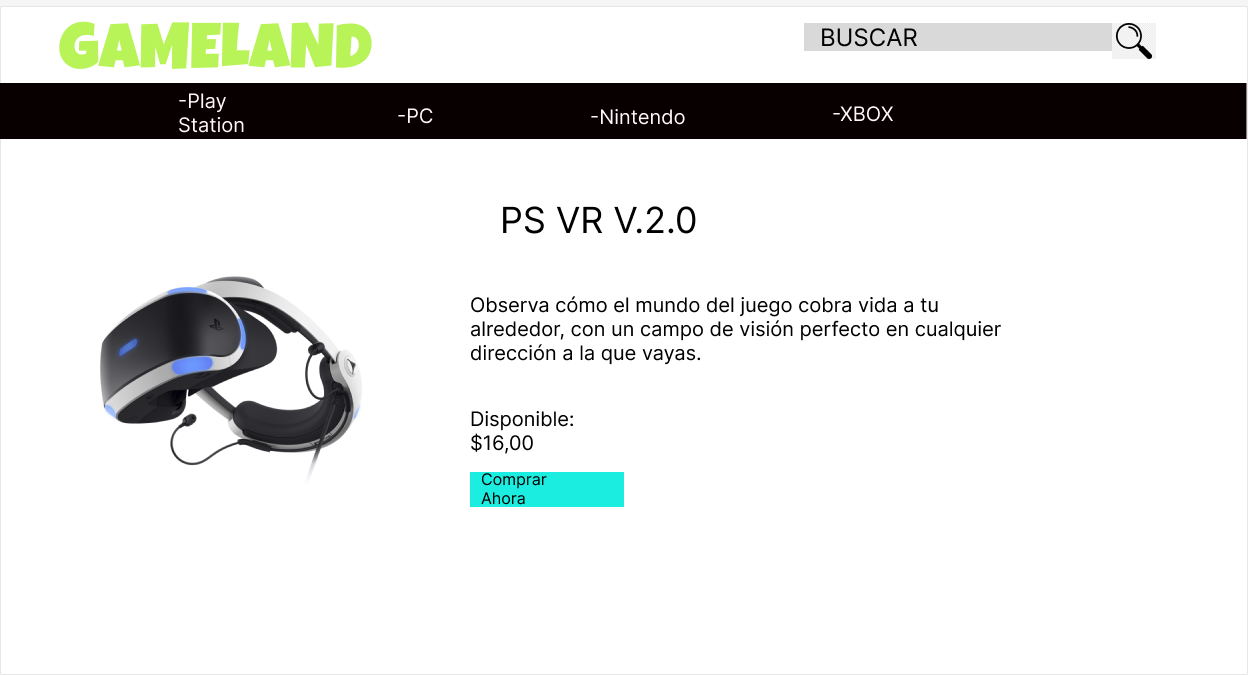 GAMELAND
BUSCAR
-Play
Station
-PC
-Nintendo
-XBOX
PS VR V.2.0
Observa cómo el mundo del juego cobra vida a tu
alrededor, con un campo de visión perfecto en cualquier
dirección a la que vayas.
Disponible:
$16,00
Comprar
Ahora